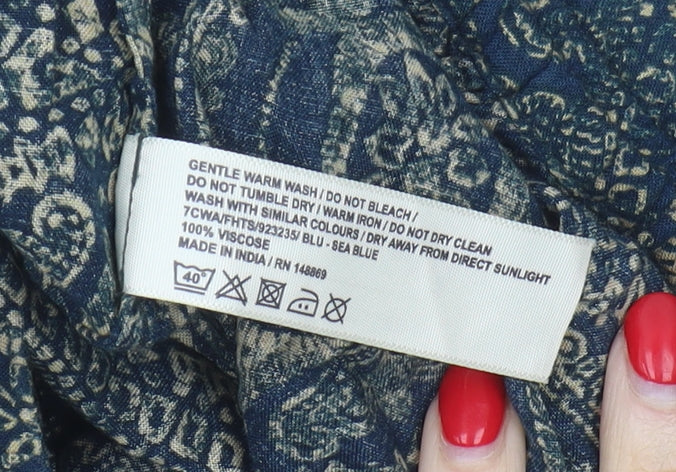 GENTLE WARM WASH / DO NOT BLEACH /
DO NOT TUMBLE DRY / WARM IRON / DO NOT DRY CLEAN
WASH WITH SIMILAR COLOURS / DRY AWAY FROM DIRECT SUNLIGHT
7CWA/FHTS/923235/ BLU - SEA BLUE
100% VISCOSE
MADE IN INDIA / RN 148869
40°